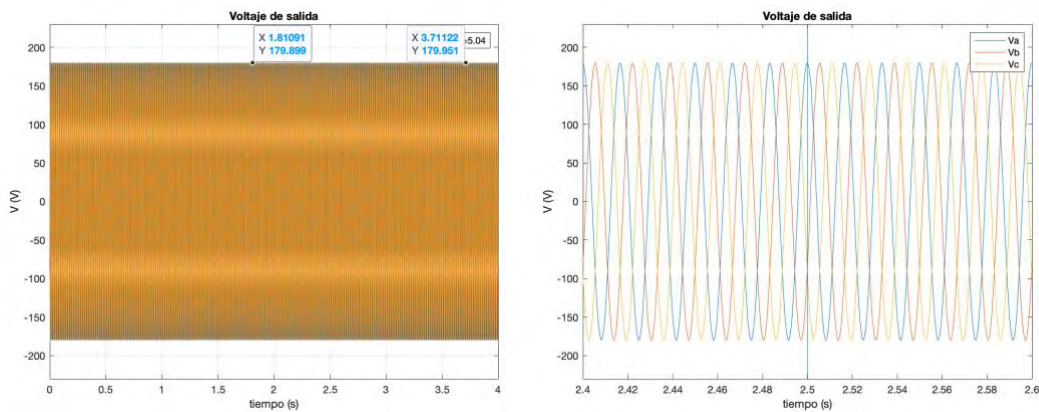 Voltaje de salida
X 1.81091
Y 179.899
X 3.71122
Y 179.951
=5.04
200
150
100
50
0
-50
-100
-150
-200
V (V)
0 0.5 1 1.5 2 2.5 3 3.5 4
tiempo (s)
Voltaje de salida
Va
Vb
Vc
200
150
100
50
0
-50
-100
-150
-200
V (V)
2.4 2.42 2.44 2.46 2.48 2.5 2.52 2.54 2.56 2.58 2.6
tiempo (s)